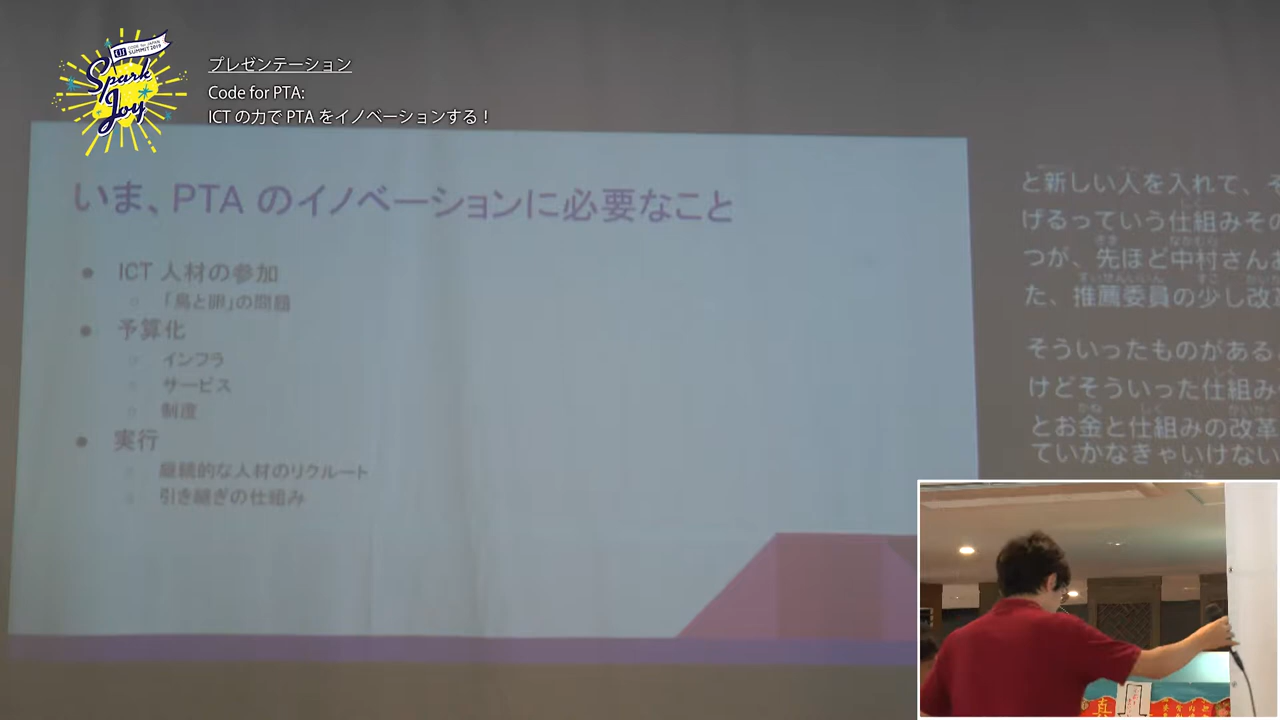 CODE for JAPAN
SUMMIT 2019
Spark
Joy
プレゼンテーション
Code for PTA:
ICT の力で PTA をイノベーションする！
いま、PTA のイノベーションに必要なこと
● ICT 人材の参加
○ 「鳥と卵」の問題
● 予算化
○ インフラ
○ サービス
○ 制度
● 実行
○ 継続的な人材のリクルート
○ 引き継ぎの仕組み
と新しい人を入れて、そ
げるっていう仕組みその
つが、先ほど中村さんお
た、推薦委員の少し改革
そういったものがある
けどそういった仕組み
とお金と仕組みの改革
ていかなきゃいけない